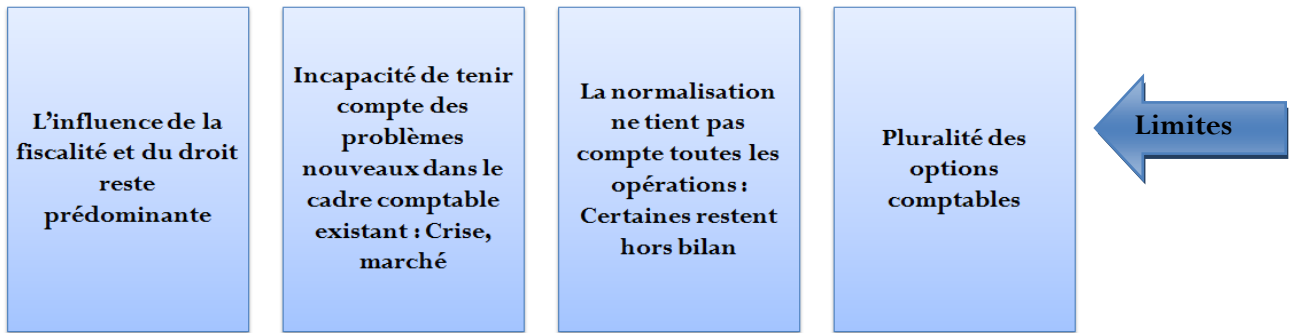 L'influence de la
fiscalité et du droit
reste
prédominante
Incapacité de tenir
compte des
problèmes
nouveaux dans le
cadre comptable
existant : Crise,
marché
La normalisation
ne tient pas
compte toutes les
opérations :
Certaines restent
hors bilan
Pluralité des
options
comptables
Limites